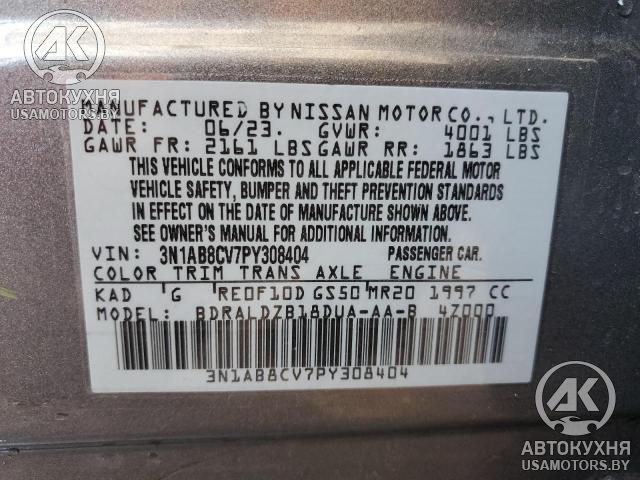 АВТОКУХНЯ
USAMOTORS.BY
MANUFACTURED BY NISSAN MOTOR CO., LTD.
DATE: 06/23. GVWR: 4001 LBS
GAWR FR: 2161 LBS GAWR RR: 1863 LBS
THIS VEHICLE CONFORMS TO ALL APPLICABLE FEDERAL MOTOR
VEHICLE SAFETY, BUMPER AND THEFT PREVENTION STANDARDS
IN EFFECT ON THE DATE OF MANUFACTURE SHOWN ABOVE.
SEE OWNER'S MANUAL FOR ADDITIONAL INFORMATION
VIN: 3N1AB8CV7PY308404 PASSENGER CAR.
COLOR TRIM TRANS AXLE ENGINE
KAD G RE0F10D GS50 MR20 1997 CC
MODEL: BDRALDZB18DUA-AA-B 4Z000
3N1AB8CV7PY308404
АК
АВТОКУХНЯ
USAMOTORS.BY